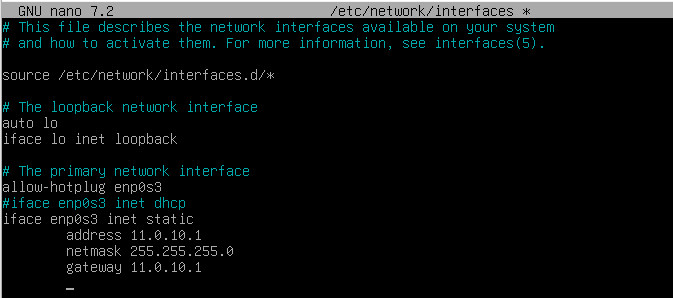 GNU nano 7.2 /etc/network/interfaces *
# This file describes the network interfaces available on your system
# and how to activate them. For more information, see interfaces(5).
source /etc/network/interfaces.d/*
# The loopback network interface
auto lo
iface lo inet loopback
# The primary network interface
allow-hotplug enp0s3
#iface enp0s3 inet dhcp
iface enp0s3 inet static
address 11.0.10.1
netmask 255.255.255.0
gateway 11.0.10.1